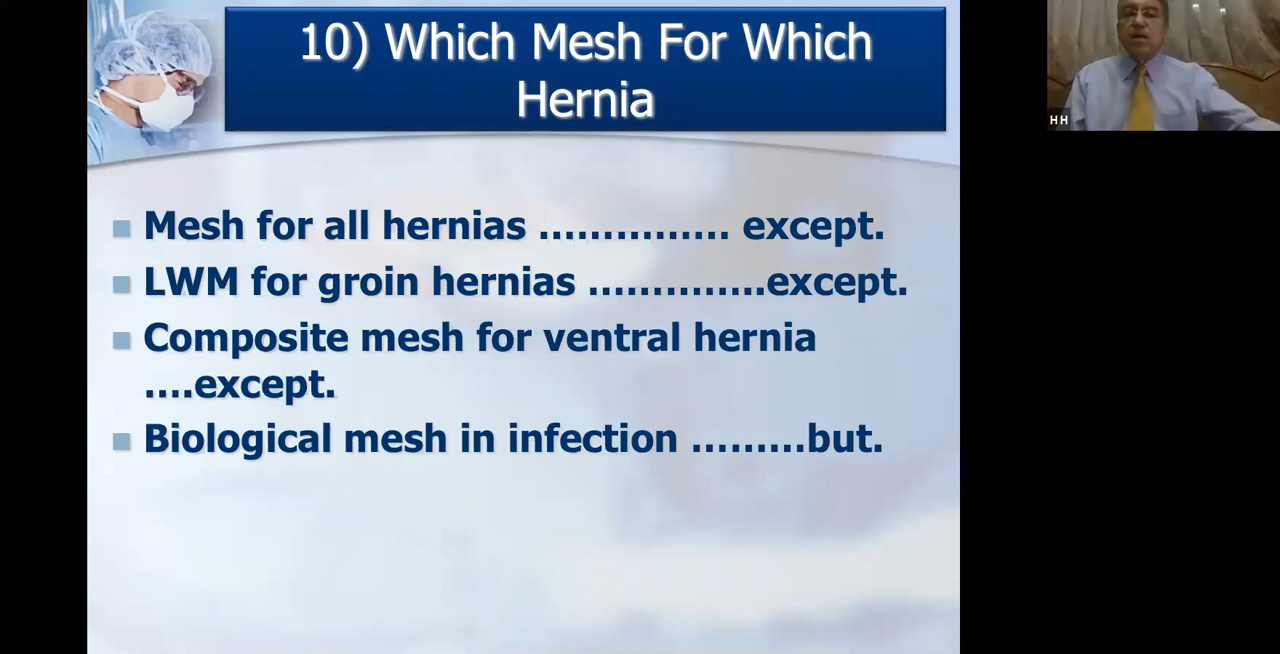 10) Which Mesh For Which
Hernia
HH
Mesh for all hernias …………… except.
LWM for groin hernias …………..except.
Composite mesh for ventral hernia
….except.
Biological mesh in infection ………but.